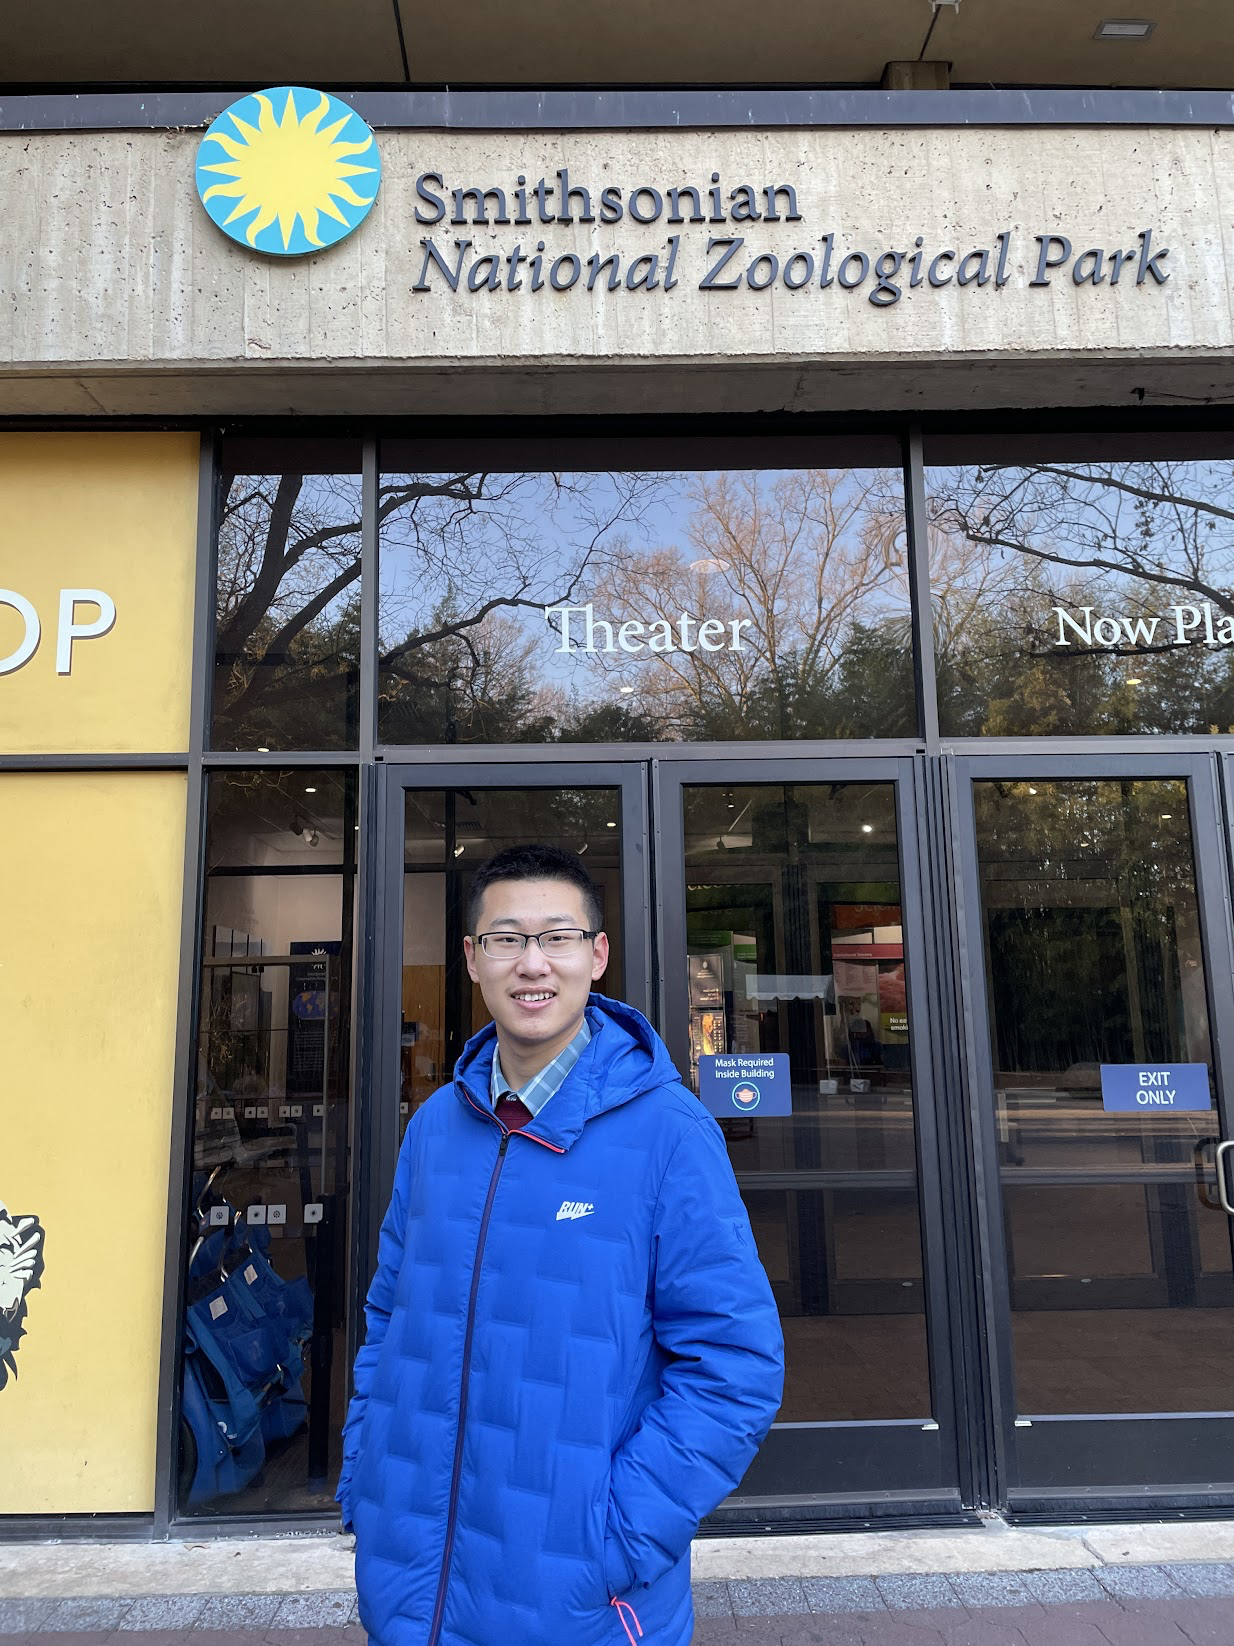 Smithsonian
National Zoological Park
OP
Theater
Now Pla
Mask Required
Inside Building
EXIT
ONLY
RUN+